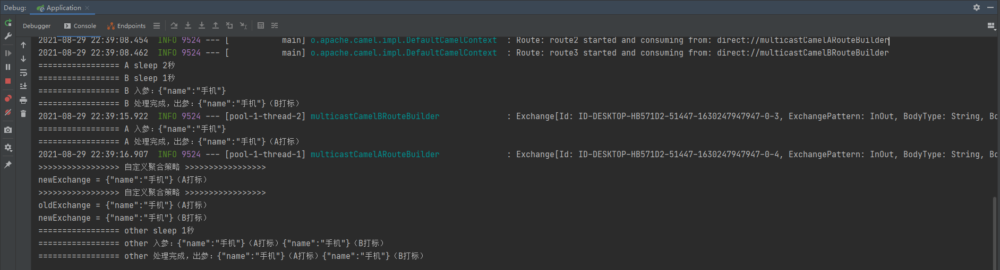 Debug: Application
Debugger Console Endpoints
2021-08-29 22:39:08.454  INFO 9524 --- [           main] o.apache.camel.impl.DefaultCamelContext  : Route: route2 started and consuming from: direct://multicastCamelARouteBuilder
2021-08-29 22:39:08.462  INFO 9524 --- [           main] o.apache.camel.impl.DefaultCamelContext  : Route: route3 started and consuming from: direct://multicastCamelBRouteBuilder
================= A sleep 2秒
================= B sleep 1秒
================= B 入参：{"name":"手机"}
================= B 处理完成，出参：{"name":"手机"}（B打标）
2021-08-29 22:39:15.922  INFO 9524 --- [pool-1-thread-2] multicastCamelBRouteBuilder              : Exchange[Id: ID-DESKTOP-HB571D2-51447-1630247947947-0-3, ExchangePattern: InOut, BodyType: String, Bo
================= A 入参：{"name":"手机"}
================= A 处理完成，出参：{"name":"手机"}（A打标）
2021-08-29 22:39:16.907  INFO 9524 --- [pool-1-thread-1] multicastCamelARouteBuilder              : Exchange[Id: ID-DESKTOP-HB571D2-51447-1630247947947-0-4, ExchangePattern: InOut, BodyType: String, Bo
>>>>>>>>>>>>>>>>> 自定义聚合策略 >>>>>>>>>>>>>>>>>
newExchange = {"name":"手机"}（A打标）
>>>>>>>>>>>>>>>>> 自定义聚合策略 >>>>>>>>>>>>>>>>>
oldExchange = {"name":"手机"}（A打标）
newExchange = {"name":"手机"}（B打标）
================= other sleep 1秒
================= other 入参：{"name":"手机"}（A打标）{"name":"手机"}（B打标）
================= other 处理完成，出参：{"name":"手机"}（A打标）{"name":"手机"}（B打标）